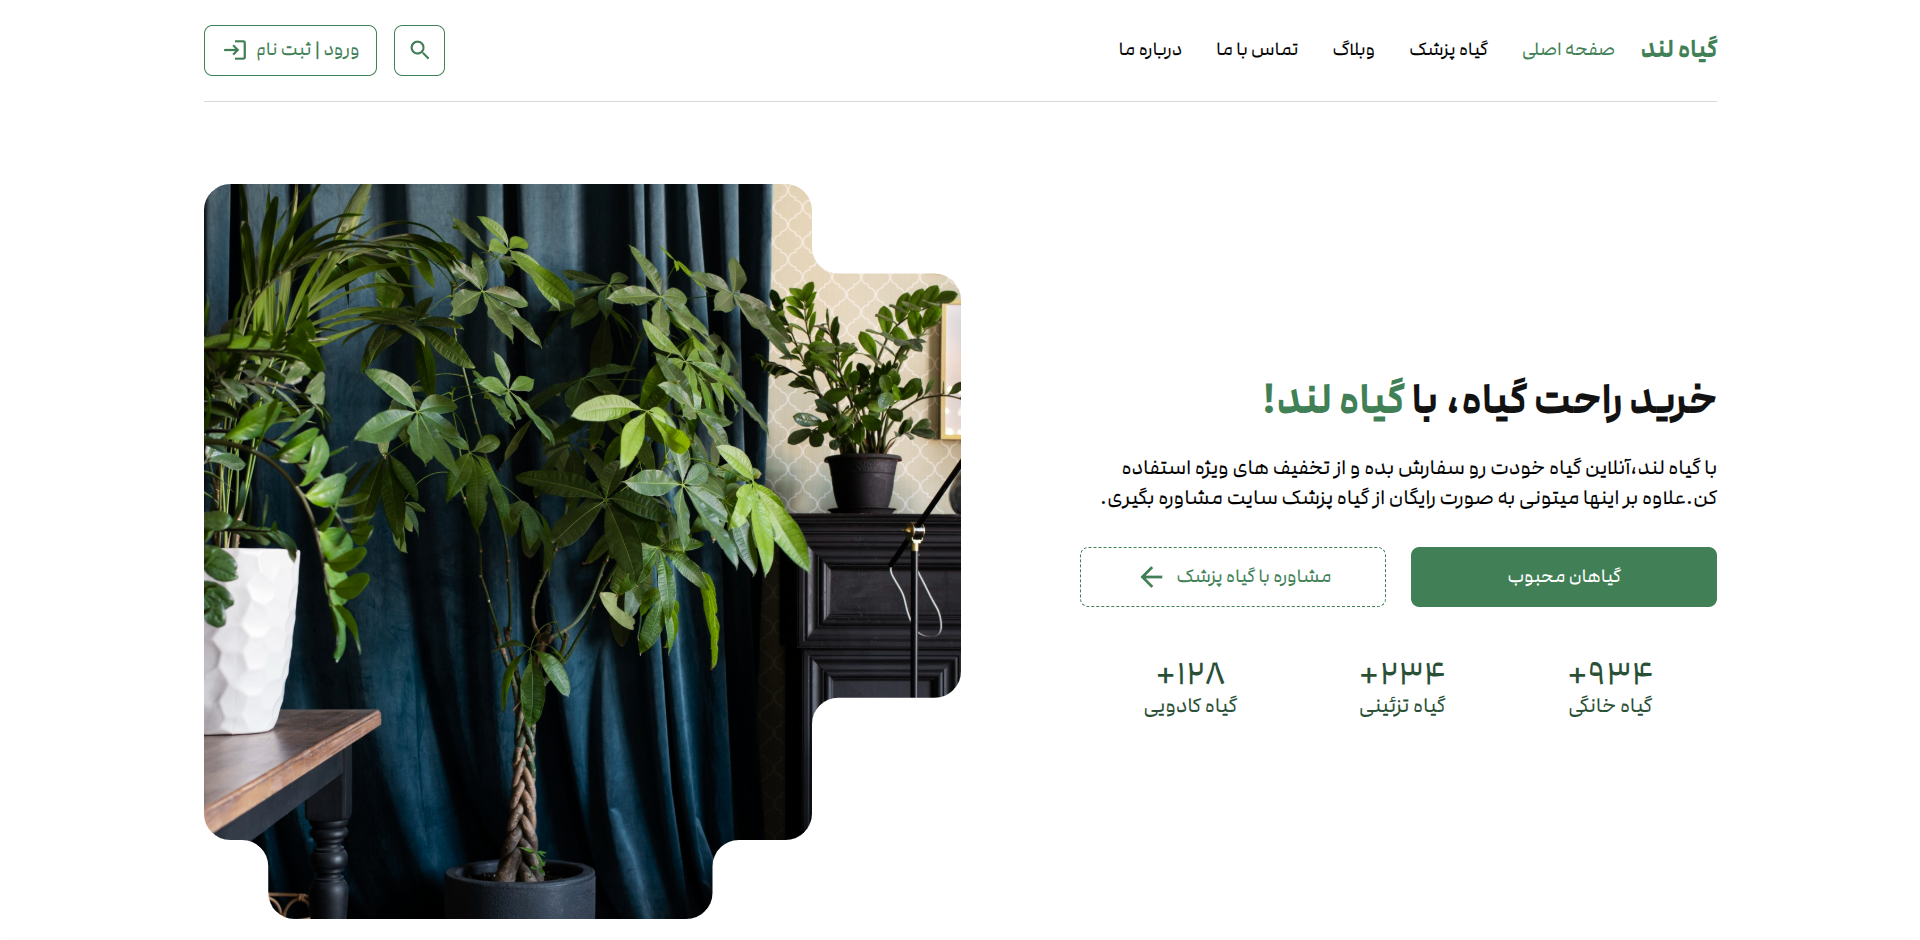 گیاه لند
صفحه اصلی
گیاه پزشک
وبلاگ
تماس با ما
درباره ما
ورود | ثبت نام
خرید راحت گیاه، با گیاه لند!
با گیاه لند،آنلاین گیاه خودت رو سفارش بده و از تخفیف های ویژه استفاده
کن.علاوه بر اینها میتونی به صورت رایگان از گیاه پزشک سایت مشاوره بگیری.
گیاهان محبوب
مشاوره با گیاه پزشک
۹۳۴+
گیاه خانگی
۲۳۴+
گیاه تزئینی
۱۲۸+
گیاه کادویی